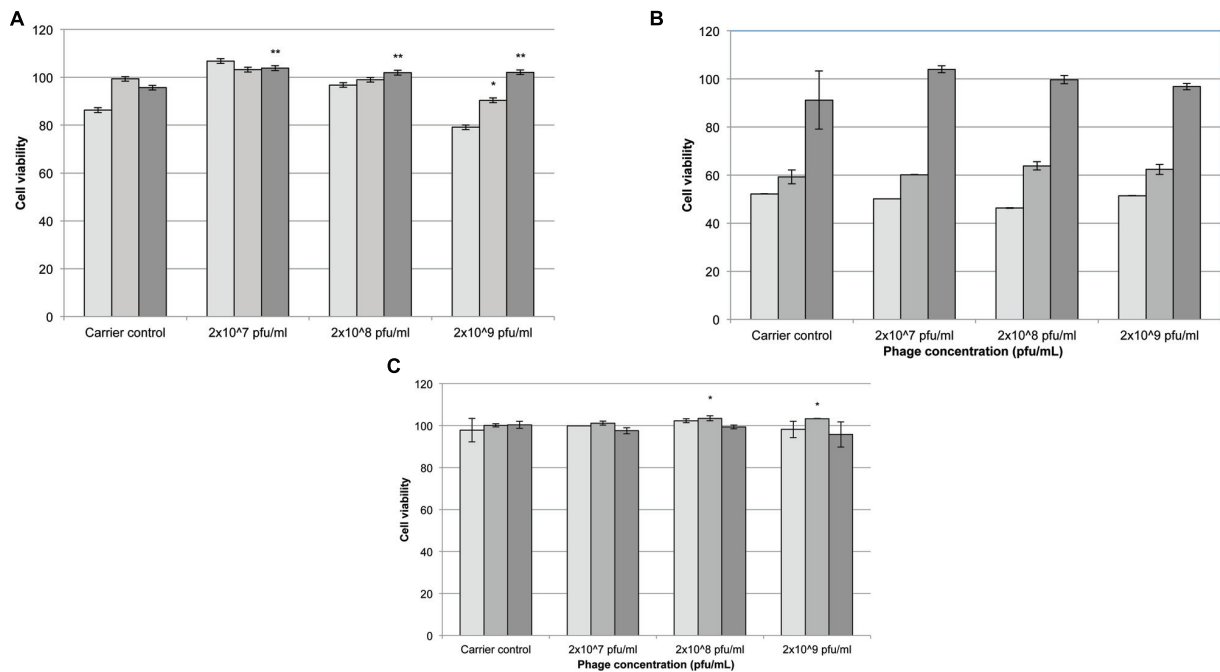 A
Cell viability
120
100
80
60
40
20
0
**
**
*
**
Carrier control 2x10^7 pfu/ml 2x10^8 pfu/ml 2x10^9 pfu/ml
B
Cell viability
120
100
80
60
40
20
0
Carrier control 2x10^7 pfu/ml 2x10^8 pfu/ml 2x10^9 pfu/ml
Phage concentration (pfu/mL)
C
Cell viability
120
100
80
60
40
20
0
*
*
Carrier control 2x10^7 pfu/ml 2x10^8 pfu/ml 2x10^9 pfu/ml
Phage concentration (pfu/mL)